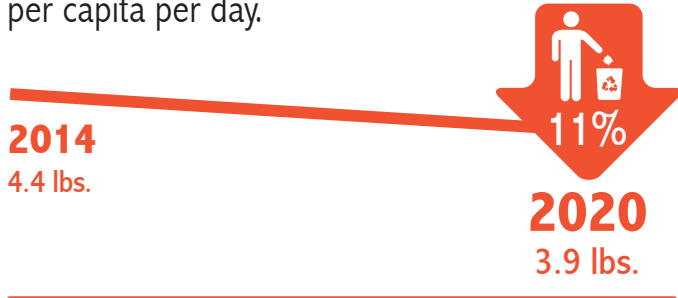 per capita per day.
11%
2014
4.4 lbs.
2020
3.9 lbs.